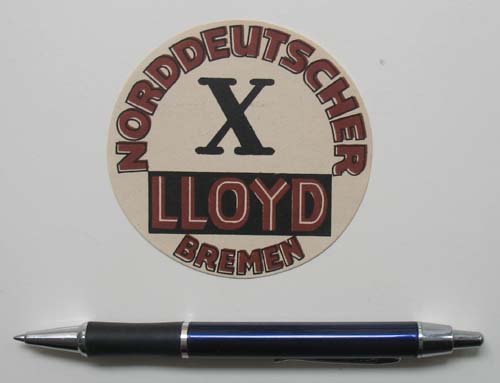 NORDDEUTSCHER
X
LLOYD
BREMEN